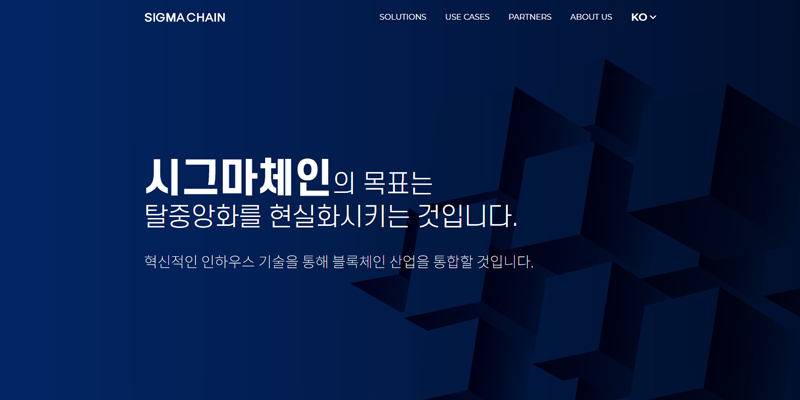 SIGMA CHAIN
SOLUTIONS USE CASES PARTNERS ABOUT US KO
시그마체인의 목표는
탈중앙화를 현실화시키는 것입니다.
혁신적인 인하우스 기술을 통해 블록체인 산업을 통합할 것입니다.